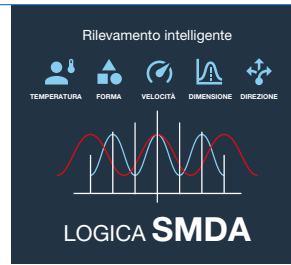 Rilevamento intelligente
TEMPERATURA FORMA VELOCITÀ DIMENSIONE DIREZIONE
LOGICA SMDA